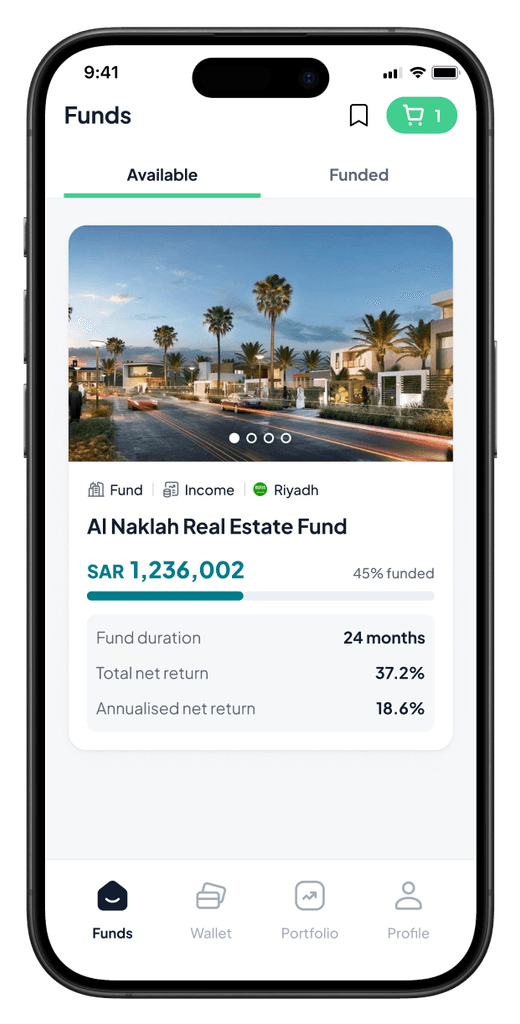 9:41
Funds
1
Available Funded
Fund Income Riyadh
Al Naklah Real Estate Fund
SAR 1,236,002 45% funded
Fund duration 24 months
Total net return 37.2%
Annualised net return 18.6%
Funds Wallet Portfolio Profile